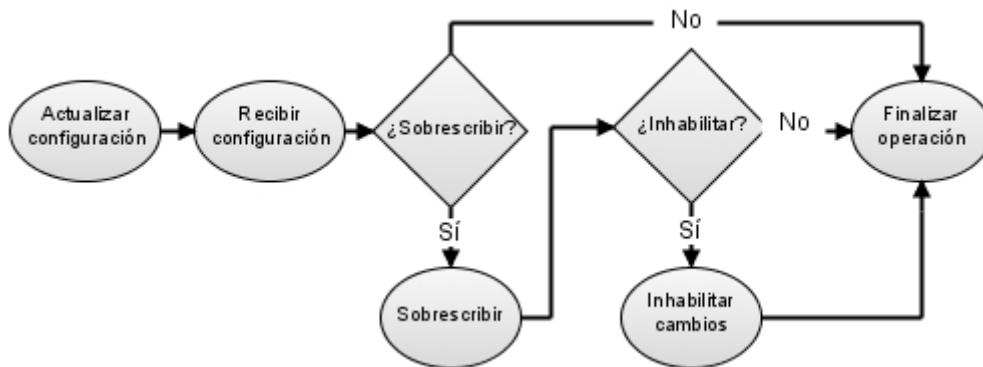 No
Actualizar
configuración
Recibir
configuración
¿Sobrescribir?
¿Inhabilitar?
No
Finalizar
operación
Sí
Sí
Sobrescribir
Inhabilitar
cambios